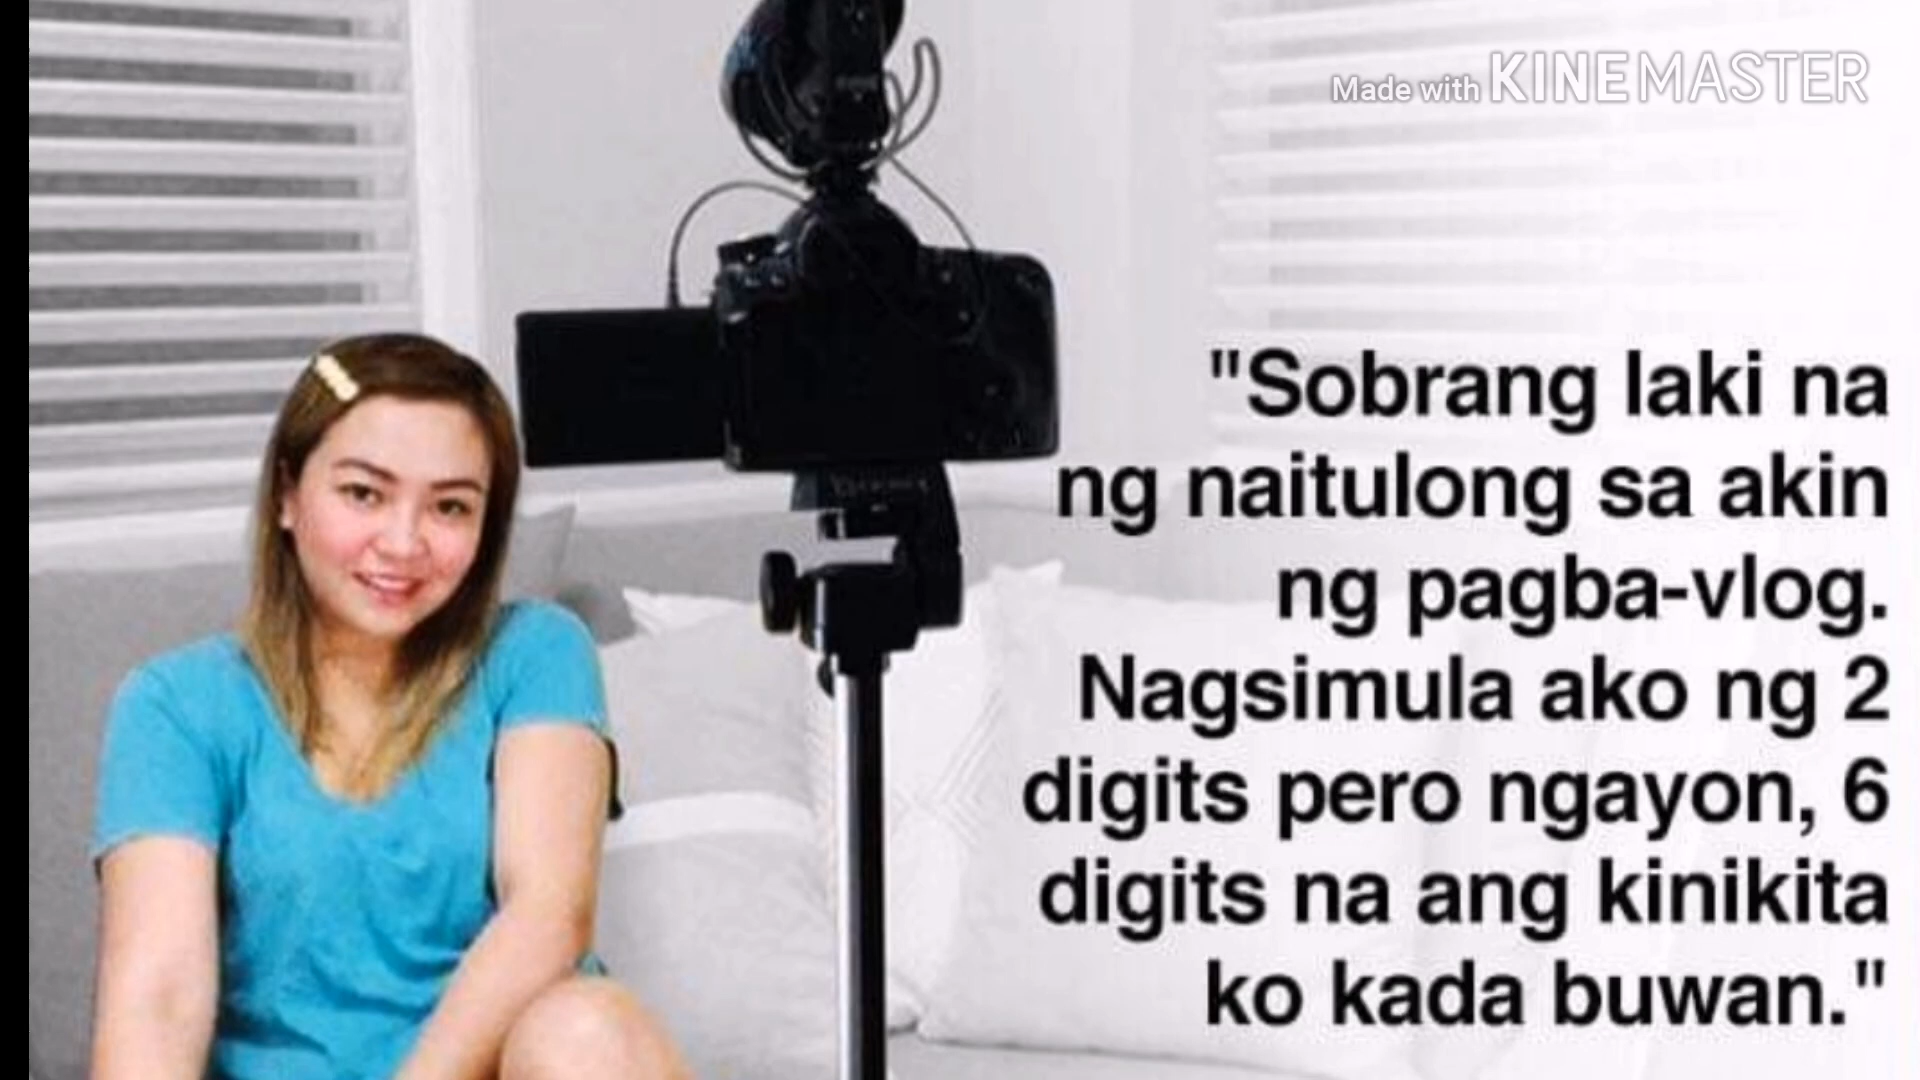 Made with KINEMASTER
"Sobrang laki na
ng naitulong sa akin
ng pagba-vlog.
Nagsimula ako ng 2
digits pero ngayon, 6
digits na ang kinikita
ko kada buwan."